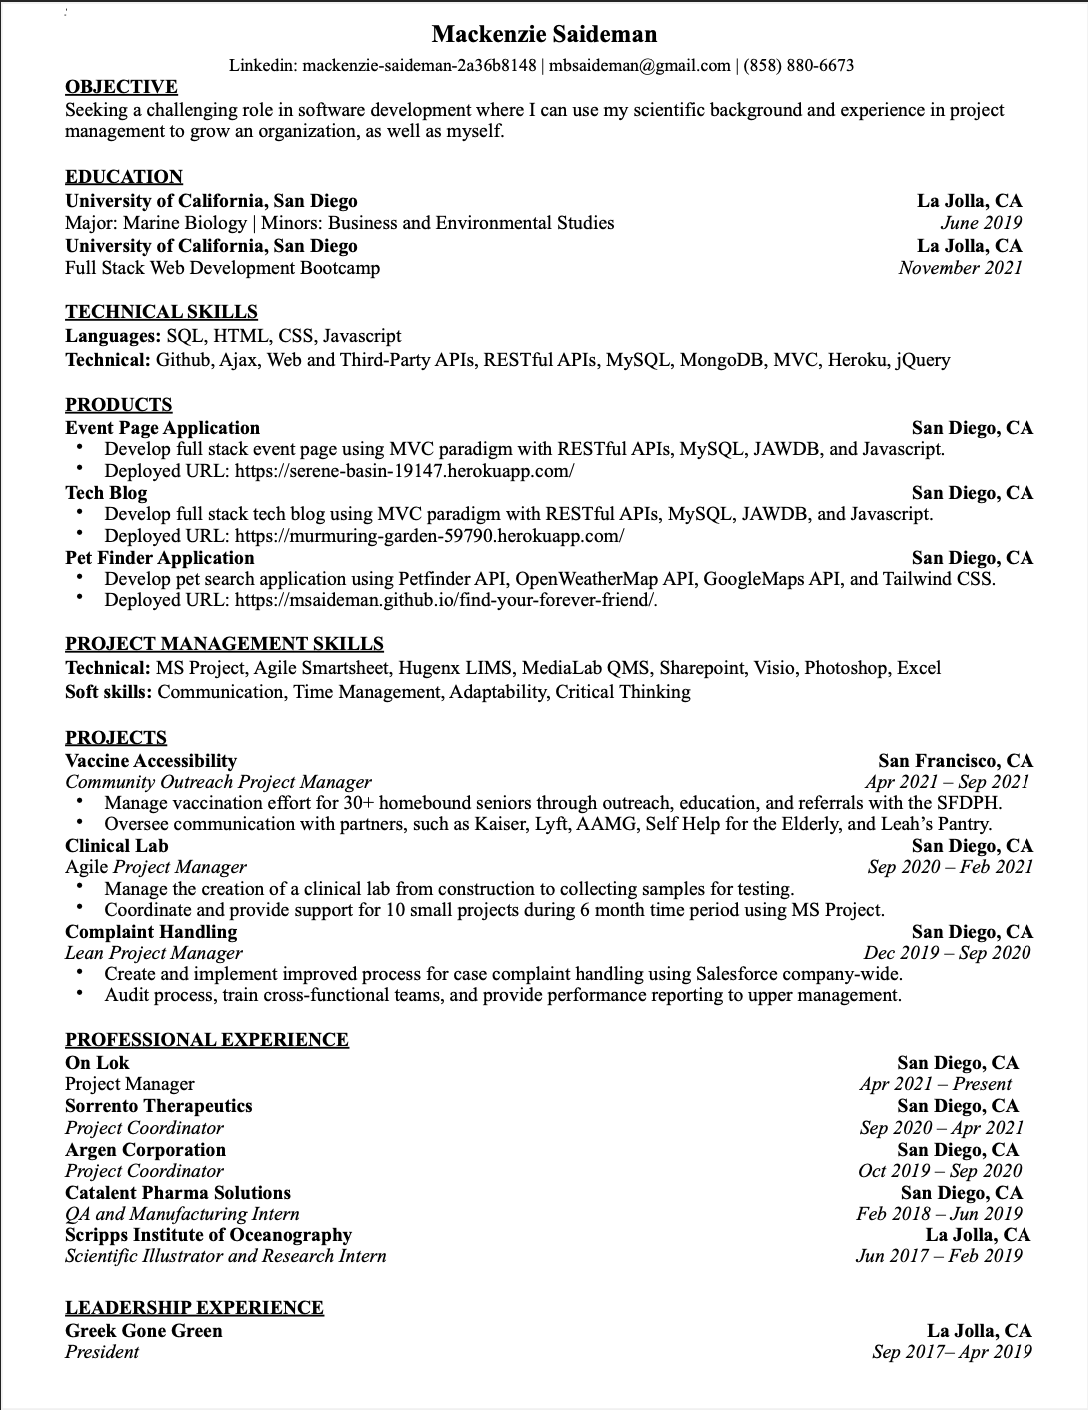 Mackenzie Saideman
Linkedin: mackenzie-saideman-2a36b8148 | mbsaideman@gmail.com | (858) 880-6673
OBJECTIVE
Seeking a challenging role in software development where I can use my scientific background and experience in project
management to grow an organization, as well as myself.
EDUCATION
University of California, San Diego La Jolla, CA
Major: Marine Biology | Minors: Business and Environmental Studies June 2019
University of California, San Diego La Jolla, CA
Full Stack Web Development Bootcamp November 2021
TECHNICAL SKILLS
Languages: SQL, HTML, CSS, Javascript
Technical: Github, Ajax, Web and Third-Party APIs, RESTful APIs, MySQL, MongoDB, MVC, Heroku, jQuery
PRODUCTS
Event Page Application San Diego, CA
• Develop full stack event page using MVC paradigm with RESTful APIs, MySQL, JAWDB, and Javascript.
• Deployed URL: https://serene-basin-19147.herokuapp.com/
Tech Blog San Diego, CA
• Develop full stack tech blog using MVC paradigm with RESTful APIs, MySQL, JAWDB, and Javascript.
• Deployed URL: https://murmuring-garden-59790.herokuapp.com/
Pet Finder Application San Diego, CA
• Develop pet search application using Petfinder API, OpenWeatherMap API, GoogleMaps API, and Tailwind CSS.
• Deployed URL: https://msaideman.github.io/find-your-forever-friend/.
PROJECT MANAGEMENT SKILLS
Technical: MS Project, Agile Smartsheet, Hugenx LIMS, MediaLab QMS, Sharepoint, Visio, Photoshop, Excel
Soft skills: Communication, Time Management, Adaptability, Critical Thinking
PROJECTS
Vaccine Accessibility San Francisco, CA
Community Outreach Project Manager Apr 2021 – Sep 2021
• Manage vaccination effort for 30+ homebound seniors through outreach, education, and referrals with the SFDPH.
• Oversee communication with partners, such as Kaiser, Lyft, AAMG, Self Help for the Elderly, and Leah’s Pantry.
Clinical Lab San Diego, CA
Agile Project Manager Sep 2020 – Feb 2021
• Manage the creation of a clinical lab from construction to collecting samples for testing.
• Coordinate and provide support for 10 small projects during 6 month time period using MS Project.
Complaint Handling San Diego, CA
Lean Project Manager Dec 2019 – Sep 2020
• Create and implement improved process for case complaint handling using Salesforce company-wide.
• Audit process, train cross-functional teams, and provide performance reporting to upper management.
PROFESSIONAL EXPERIENCE
On Lok San Diego, CA
Project Manager Apr 2021 – Present
Sorrento Therapeutics San Diego, CA
Project Coordinator Sep 2020 – Apr 2021
Argen Corporation San Diego, CA
Project Coordinator Oct 2019 – Sep 2020
Catalent Pharma Solutions San Diego, CA
QA and Manufacturing Intern Feb 2018 – Jun 2019
Scripps Institute of Oceanography La Jolla, CA
Scientific Illustrator and Research Intern Jun 2017 – Feb 2019
LEADERSHIP EXPERIENCE
Greek Gone Green La Jolla, CA
President Sep 2017– Apr 2019